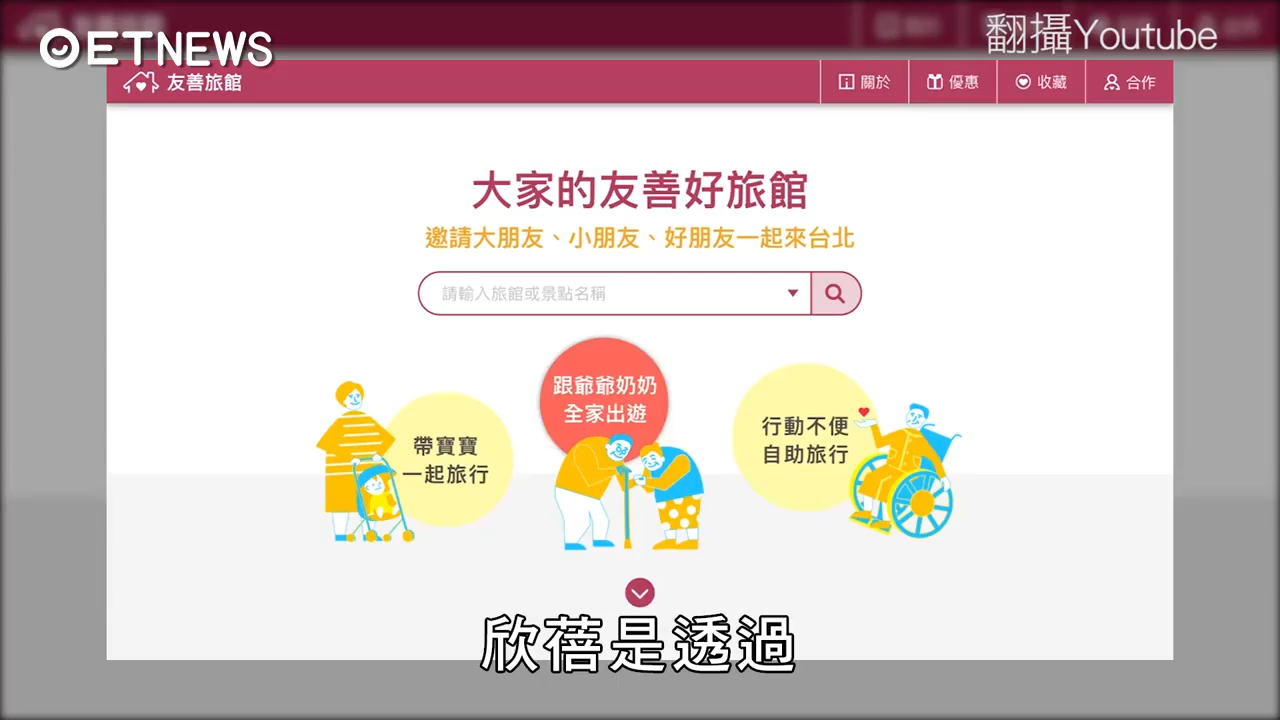 ETNEWS
翻攝Youtube
友善旅館
關於
優惠
收藏
合作
大家的友善好旅館
邀請大朋友、小朋友、好朋友一起來台北
請輸入旅館或景點名稱
跟爺爺奶奶
全家出遊
帶寶寶
一起旅行
行動不便
自助旅行
欣蓓是透過